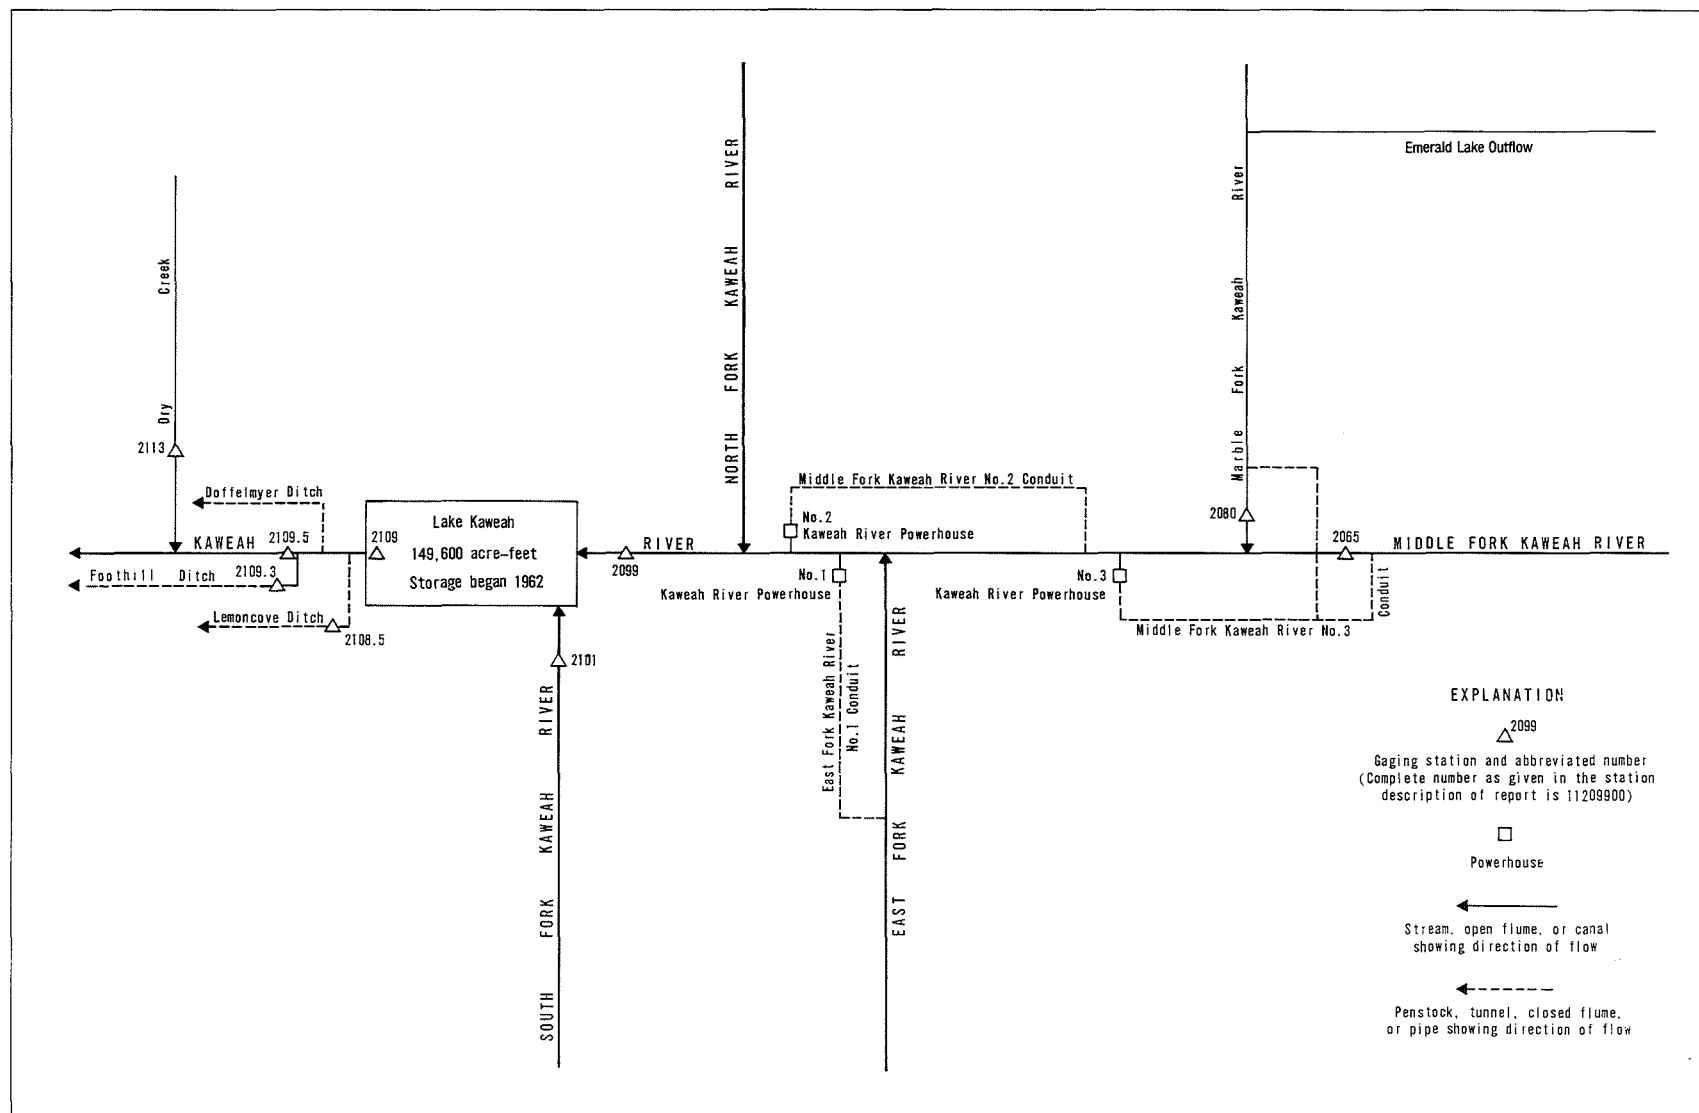 Emerald Lake Outflow
Marble Fork Kaweah River
NORTH FORK KAWEAH RIVER
Dry Creek
2113
Doffelmyer Ditch
KAWEAH
2109.5
2109
Foothill Ditch
2109.3
Lemoncove Ditch
2108.5
Lake Kaweah
149,600 acre-feet
Storage began 1962
2099
RIVER
2101
SOUTH FORK KAWEAH RIVER
Middle Fork Kaweah River No.2 Conduit
No.2
Kaweah River Powerhouse
No.1
Kaweah River Powerhouse
East Fork Kaweah River
No.1 Conduit
EAST FORK KAWEAH RIVER
No.3
Kaweah River Powerhouse
2080
2065
MIDDLE FORK KAWEAH RIVER
Middle Fork Kaweah River No.3
Conduit
EXPLANATION
2099
Gaging station and abbreviated number
(Complete number as given in the station
description of report is 11209900)
Powerhouse
Stream, open flume, or canal
showing direction of flow
Penstock, tunnel, closed flume,
or pipe showing direction of flow